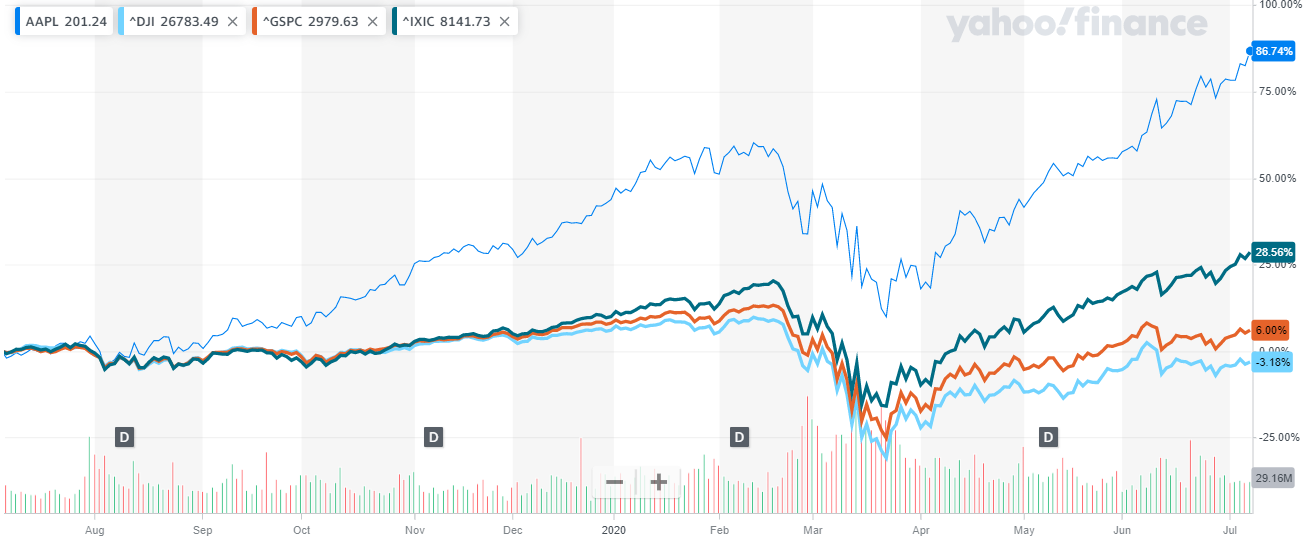 AAPL 201.24 ^DJI 26783.49 ^GSPC 2979.63 ^IXIC 8141.73
yahoo!finance
100.00%
86.74%
75.00%
50.00%
28.56%
25.00%
6.00%
-3.18%
-25.00%
D D D D
29.16M
Aug Sep Oct Nov Dec 2020 Feb Mar Apr May Jun Jul